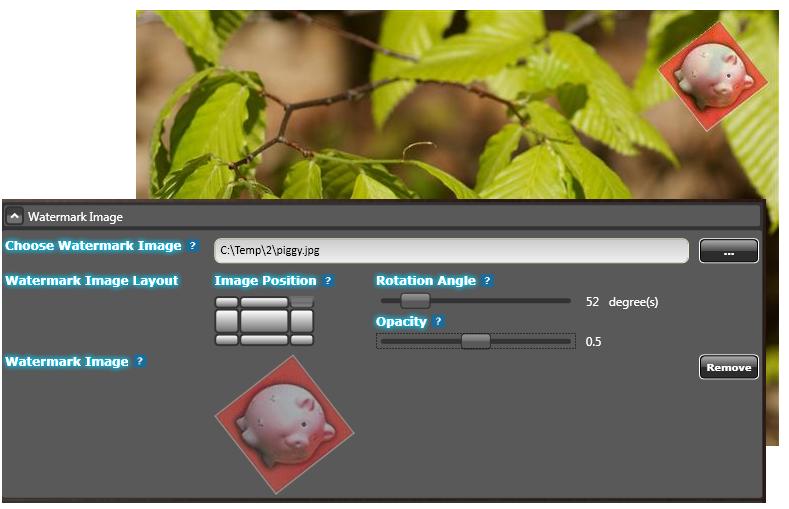 Watermark Image
Choose Watermark Image ? C:\Temp\2\piggy.jpg ...
Watermark Image Layout Image Position ? Rotation Angle ?
52 degree(s)
Opacity ?
0.5
Watermark Image ? Remove